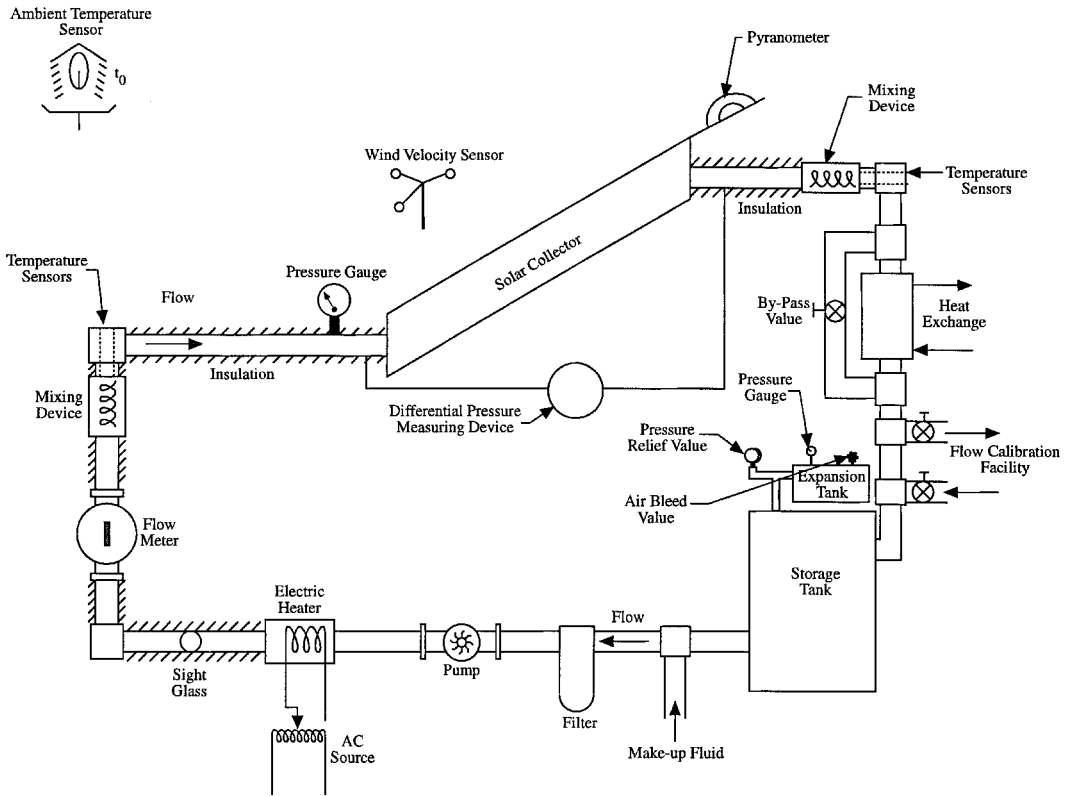 Ambient Temperature
Sensor
t0
Pyranometer
Mixing
Device
Wind Velocity Sensor
Temperature
Sensors
Insulation
Solar Collector
Temperature
Sensors
Flow
Pressure Gauge
By-Pass
Value
Heat
Exchange
Insulation
Mixing
Device
Differential Pressure
Measuring Device
Pressure
Gauge
Pressure
Relief Value
Flow Calibration
Facility
Expansion
Tank
Air Bleed
Value
Flow
Meter
Storage
Tank
Electric
Heater
Flow
Sight
Glass
Pump
Filter
AC
Source
Make-up Fluid